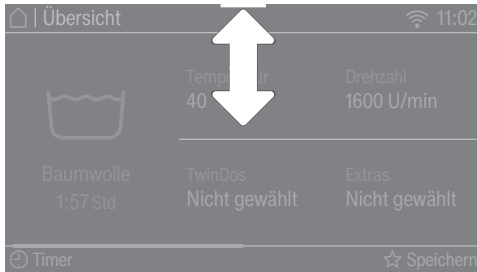 Übersicht 11:02
Temperatur Drehzahl
40 1600 U/min
Baumwolle TwinDos Extras
1:57 Std Nicht gewählt Nicht gewählt
Timer Speichern